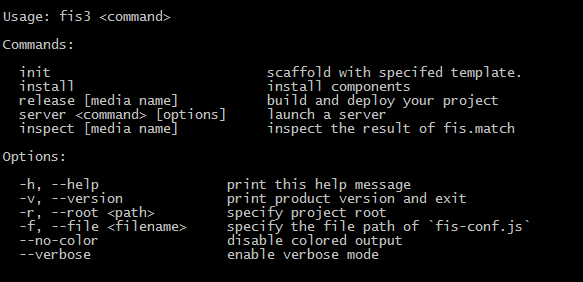 Usage: fis3 <command>
Commands:
init scaffold with specifed template.
install install components
release [media name] build and deploy your project
server <command> [options] launch a server
inspect [media name] inspect the result of fis.match
Options:
-h, --help print this help message
-v, --version print product version and exit
-r, --root <path> specify project root
-f, --file <filename> specify the file path of `fis-conf.js`
--no-color disable colored output
--verbose enable verbose mode